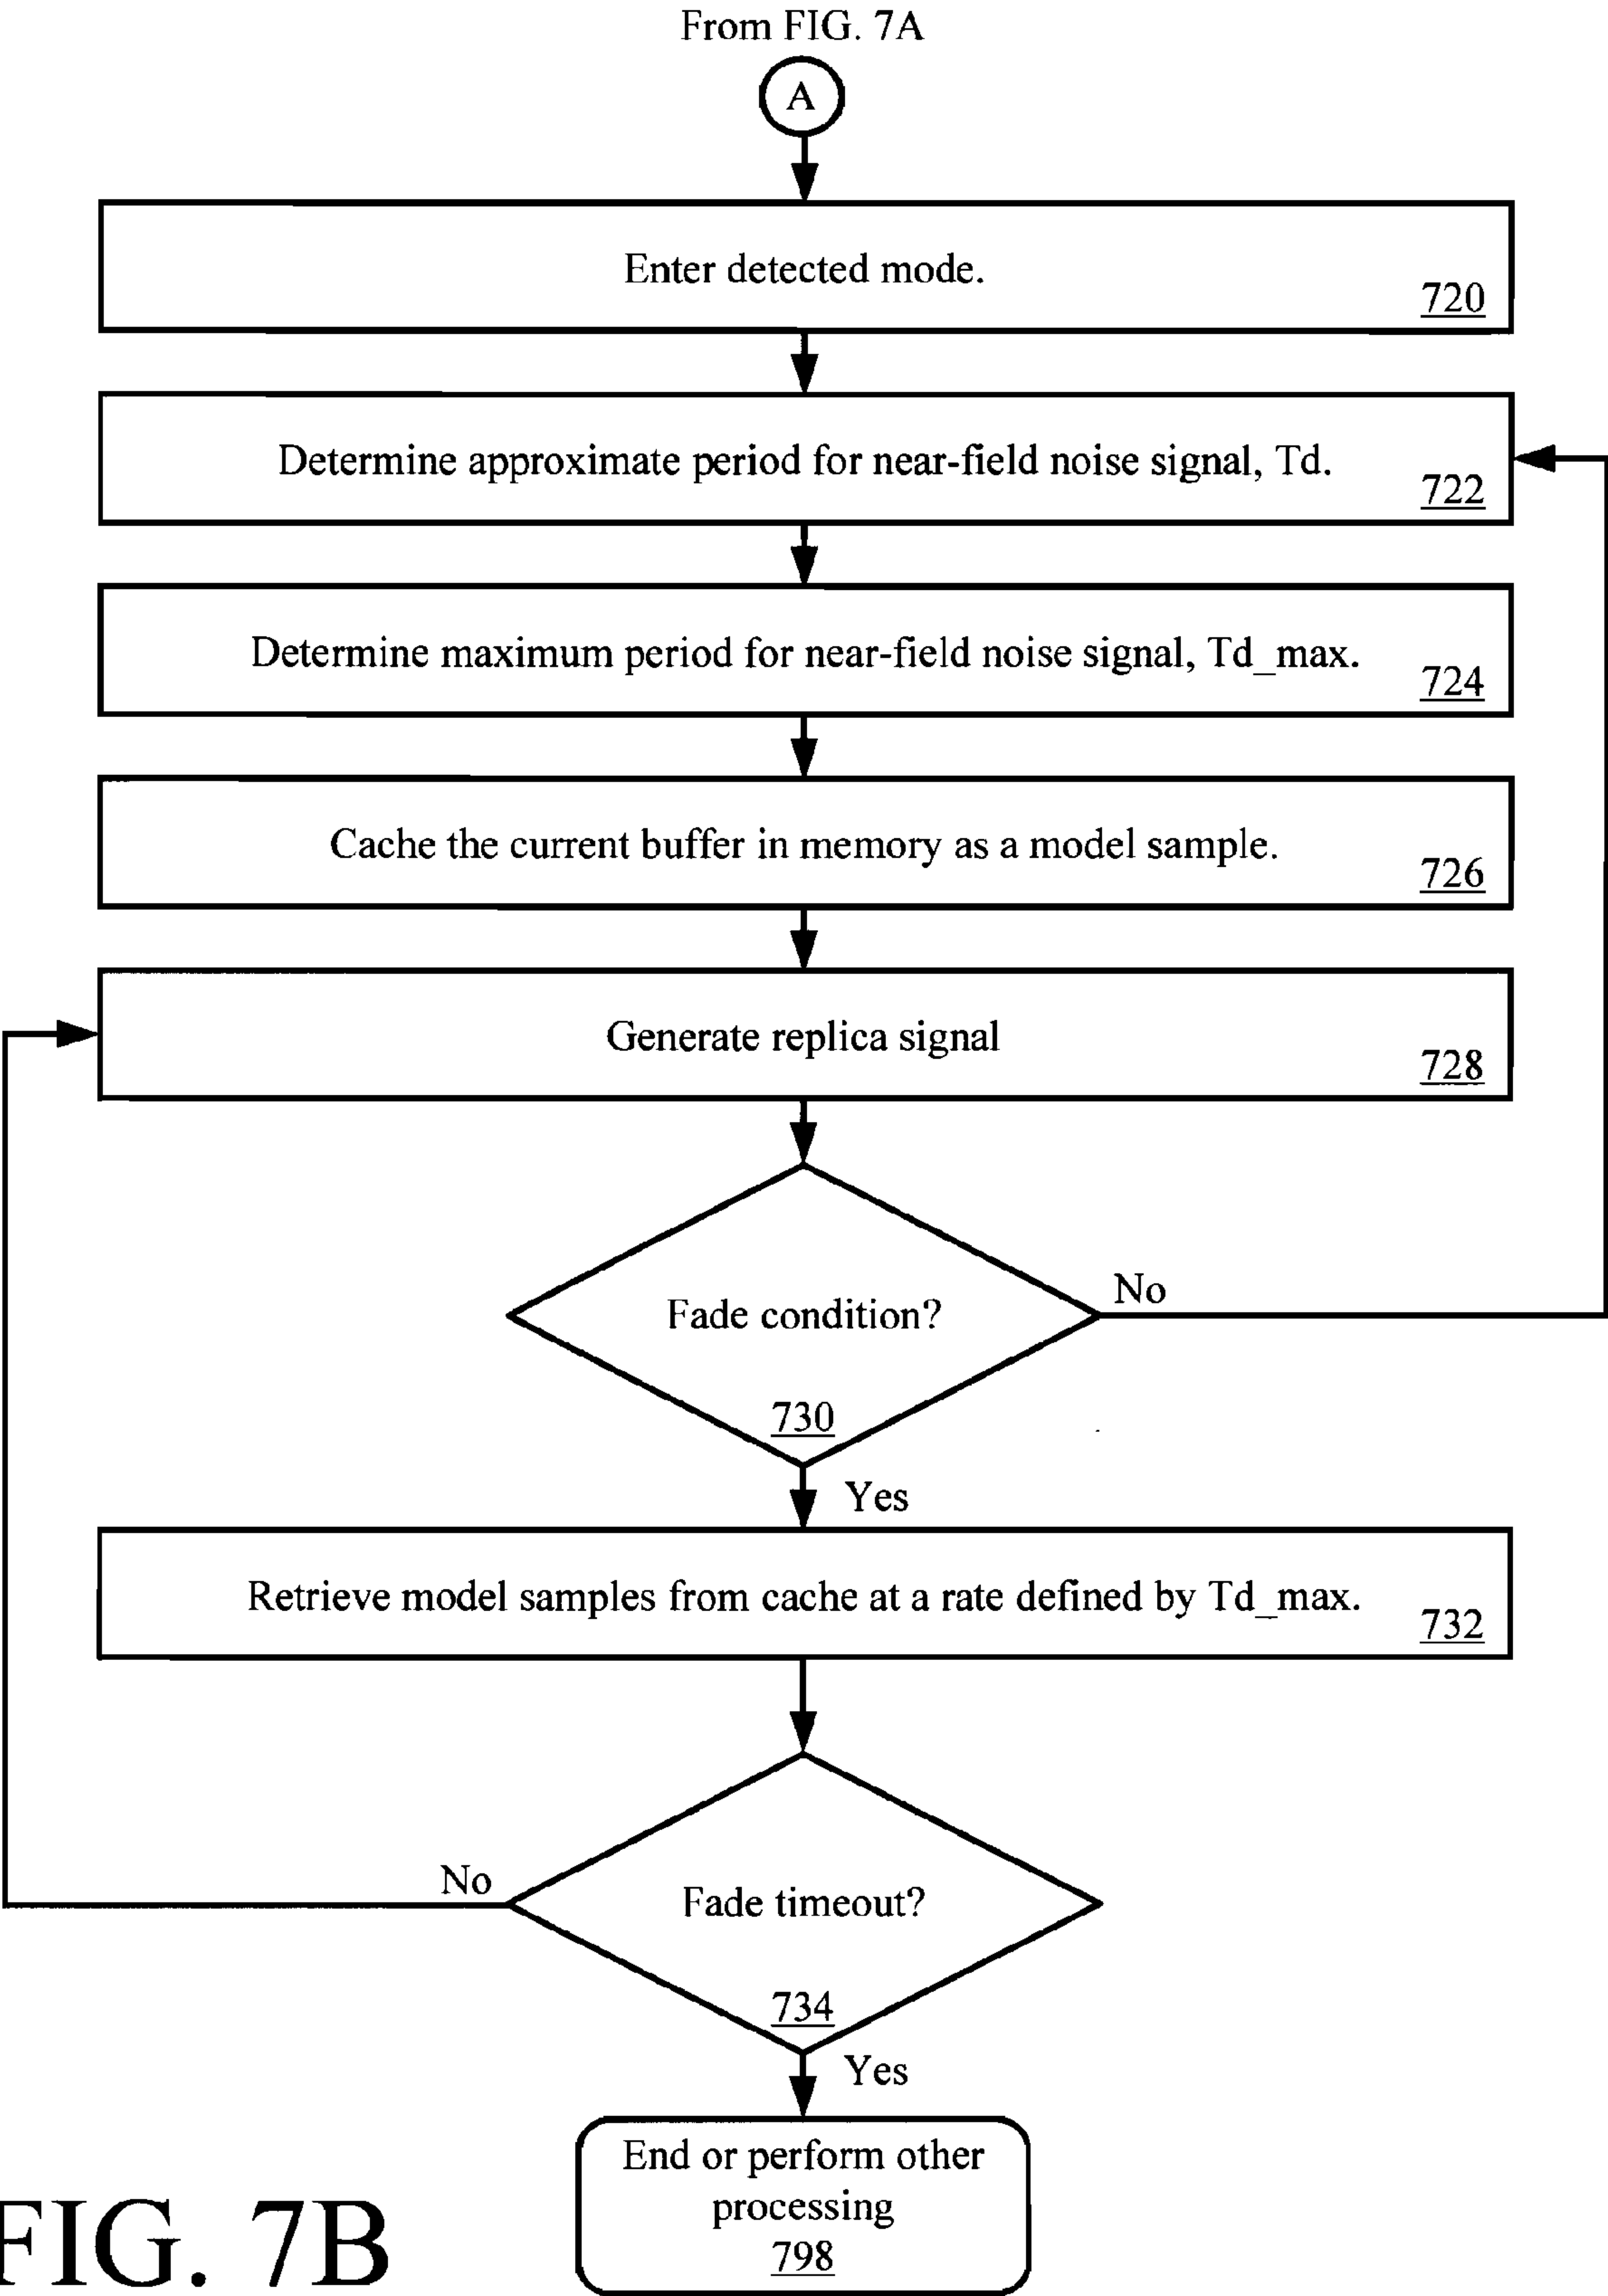 From FIG. 7A
A
Enter detected mode.
720
Determine approximate period for near-field noise signal, Td.
722
Determine maximum period for near-field noise signal, Td_max.
724
Cache the current buffer in memory as a model sample.
726
Generate replica signal
728
Fade condition?
No
730
Yes
Retrieve model samples from cache at a rate defined by Td_max.
732
No
Fade timeout?
734
Yes
End or perform other
processing
798
FIG. 7B